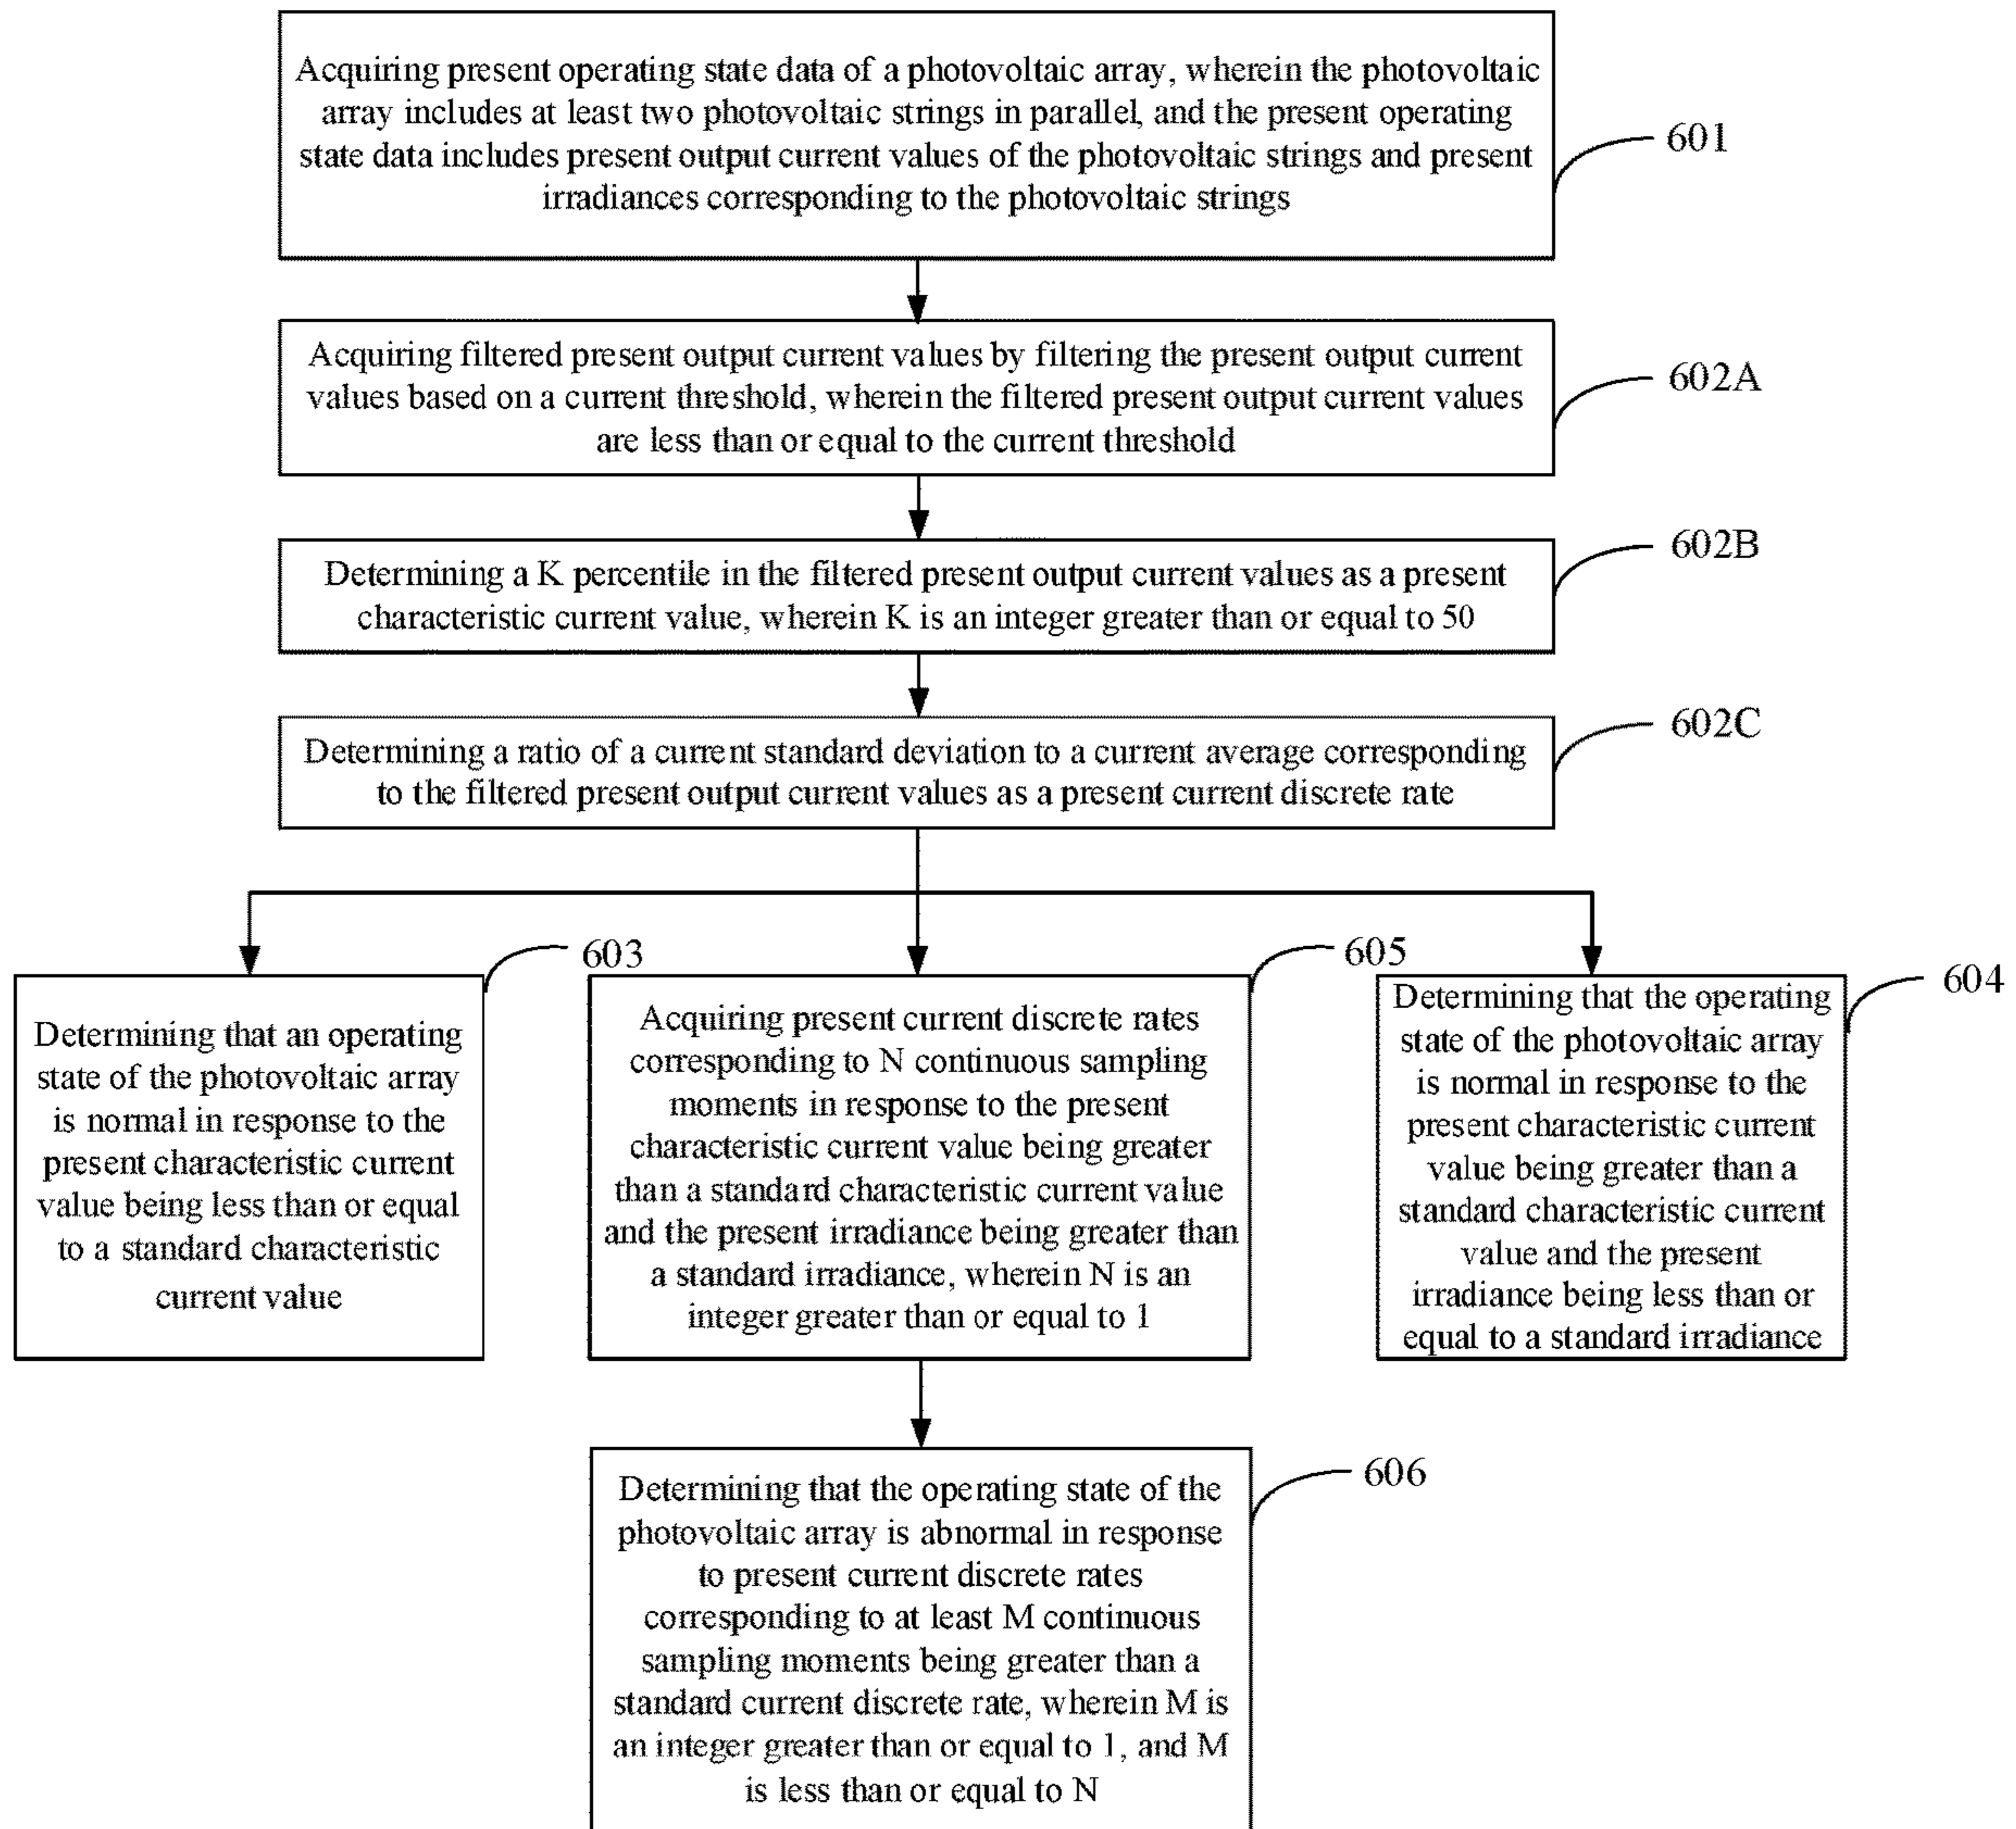 Acquiring present operating state data of a photovoltaic array, wherein the photovoltaic
array includes at least two photovoltaic strings in parallel, and the present operating
state data includes present output current values of the photovoltaic strings and present
irradiances corresponding to the photovoltaic strings
601
Acquiring filtered present output current values by filtering the present output current
values based on a current threshold, wherein the filtered present output current values
are less than or equal to the current threshold
602A
Determining a K percentile in the filtered present output current values as a present
characteristic current value, wherein K is an integer greater than or equal to 50
602B
Determining a ratio of a current standard deviation to a current average corresponding
to the filtered present output current values as a present current discrete rate
602C
Determining that an operating
state of the photovoltaic array
is normal in response to the
present characteristic current
value being less than or equal
to a standard characteristic
current value
603
Acquiring present current discrete rates
corresponding to N continuous sampling
moments in response to the present
characteristic current value being greater
than a standard characteristic current value
and the present irradiance being greater than
a standard irradiance, wherein N is an
integer greater than or equal to 1
605
Determining that the operating
state of the photovoltaic array
is normal in response to the
present characteristic current
value being greater than a
standard characteristic current
value and the present
irradiance being less than or
equal to a standard irradiance
604
Determining that the operating state of the
photovoltaic array is abnormal in response
to present current discrete rates
corresponding to at least M continuous
sampling moments being greater than a
standard current discrete rate, wherein M is
an integer greater than or equal to 1, and M
is less than or equal to N
606